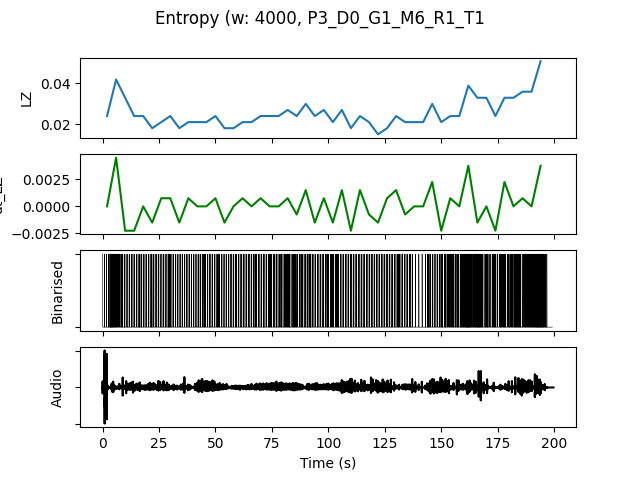 Entropy (w: 4000, P3_D0_G1_M6_R1_T1
0.04
0.02
LZ
0.0025
0.0000
−0.0025
Binarised
Audio
0 25 50 75 100 125 150 175 200
Time (s)